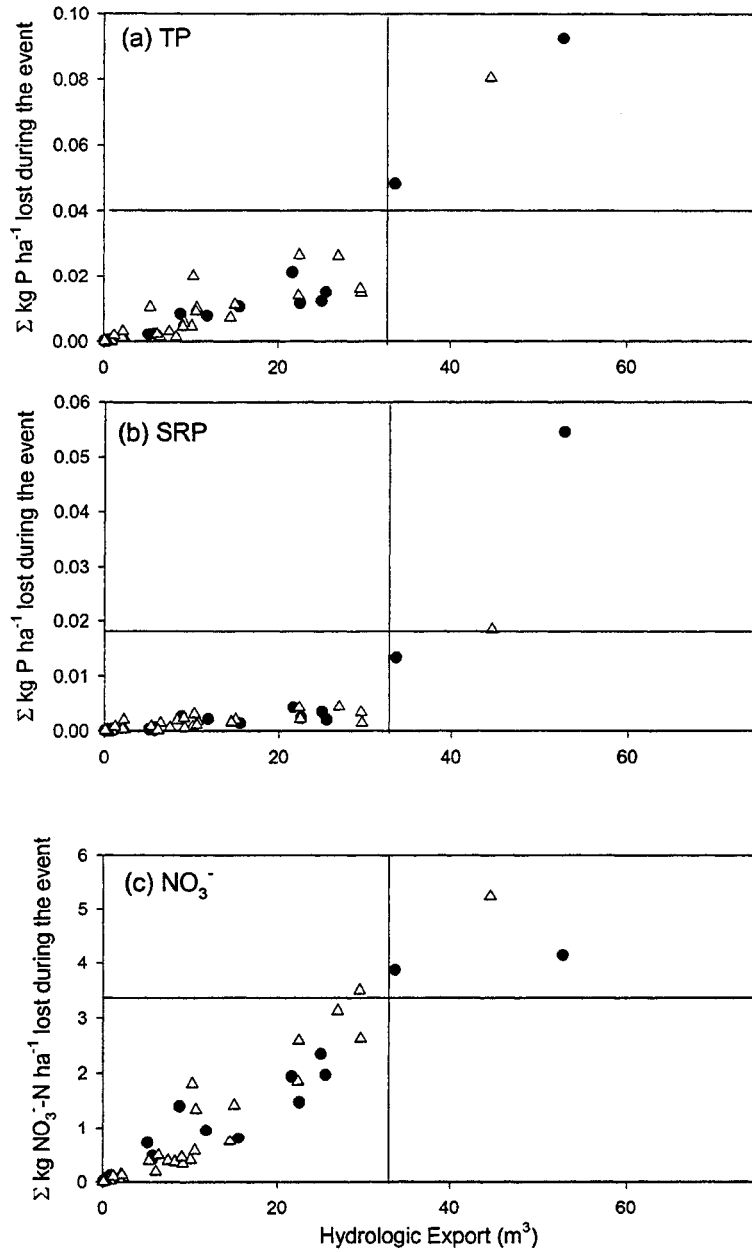 (a) TP
Σ kg P ha⁻¹ lost during the event
0.10
0.08
0.06
0.04
0.02
0.00
0 20 40 60
(b) SRP
Σ kg P ha⁻¹ lost during the event
0.06
0.05
0.04
0.03
0.02
0.01
0.00
0 20 40 60
(c) NO₃⁻
Σ kg NO₃⁻-N ha⁻¹ lost during the event
6
5
4
3
2
1
0
0 20 40 60
Hydrologic Export (m³)